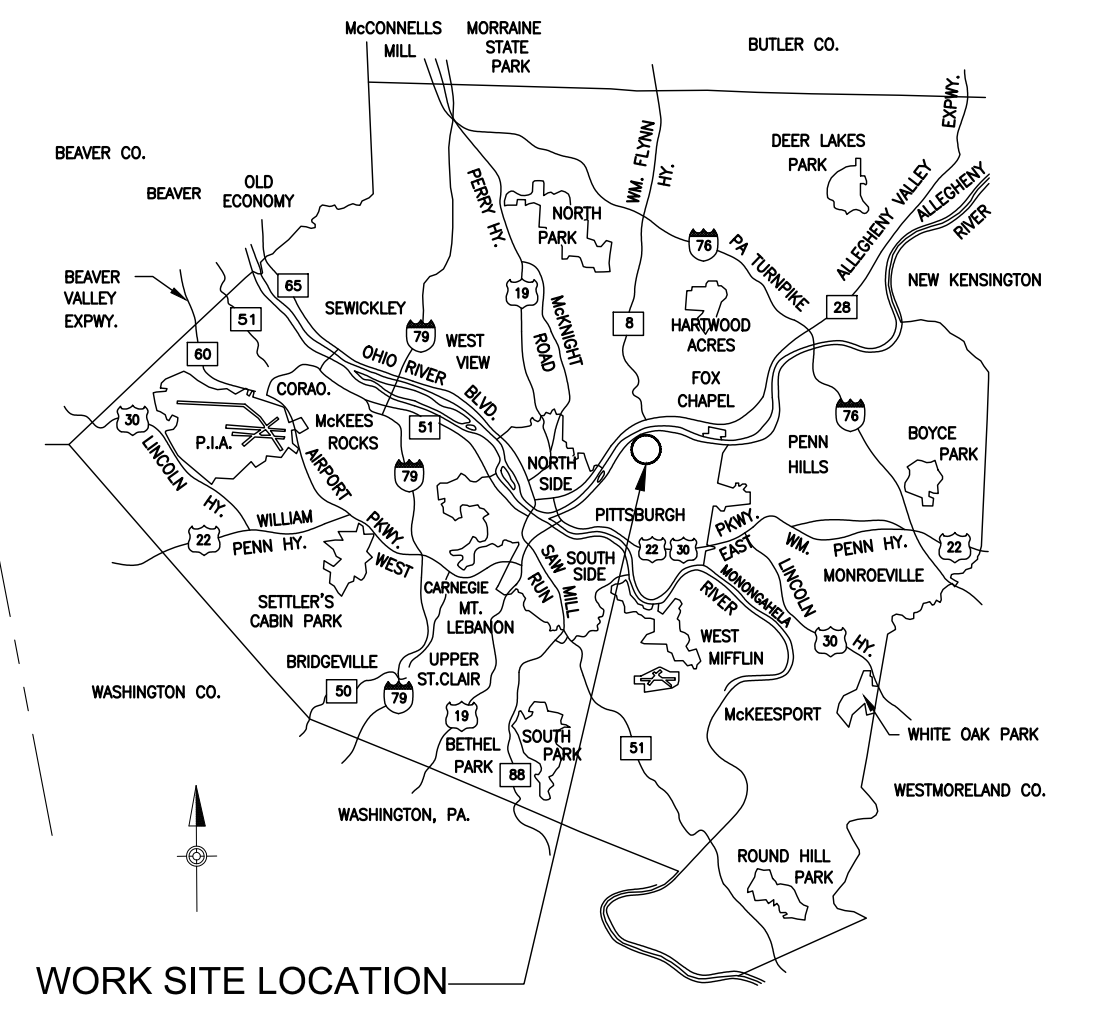 McCONNELLS
MILL
MORRAINE
STATE
PARK
BUTLER CO.
BEAVER CO.
BEAVER
OLD
ECONOMY
DEER LAKES
PARK
EXPWY.
ALLEGHENY VALLEY
ALLEGHENY
RIVER
WM. FLYNN
HY.
PERRY HY.
NORTH
PARK
76
PA TURNPIKE
BEAVER
VALLEY
EXPWY.
65
51
60
SEWICKLEY
79
WEST
VIEW
19
McKNIGHT
ROAD
8
HARTWOOD
ACRES
28
NEW KENSINGTON
OHIO RIVER
BLVD.
FOX
CHAPEL
CORAO.
30
P.I.A.
McKEES
ROCKS
51
76
PENN
HILLS
BOYCE
PARK
LINCOLN
HY.
AIRPORT
PKWY.
WEST
79
NORTH
SIDE
PITTSBURGH
WILLIAM
PENN HY.
22
22
30
PKWY.
EAST
WM.
PENN HY.
22
MONROEVILLE
SAW MILL
RUN
SOUTH
SIDE
CARNEGIE
MT.
LEBANON
MONONGAHELA
RIVER
LINCOLN
HY.
30
SETTLER'S
CABIN PARK
WEST
MIFFLIN
BRIDGEVILLE
UPPER
ST.CLAIR
50
79
WASHINGTON CO.
19
McKEESPORT
WHITE OAK PARK
BETHEL
PARK
SOUTH
PARK
51
88
WESTMORELAND CO.
WASHINGTON, PA.
ROUND HILL
PARK
WORK SITE LOCATION